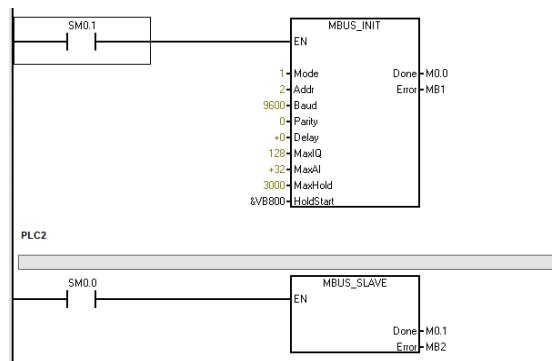 SM0.1
MBUS_INIT
EN
1 Mode Done M0.0
2 Addr Error MB1
9600 Baud
0 Parity
+0 Delay
128 MaxIQ
+32 MaxAI
3000 MaxHold
&VB800 HoldStart
PLC2
SM0.0
MBUS_SLAVE
EN
Done M0.1
Error MB2